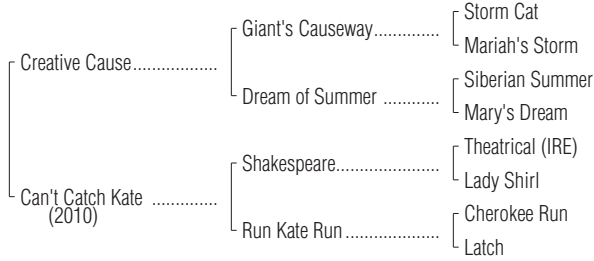 Storm Cat
Giant's Causeway..............
Mariah's Storm
Creative Cause.................
Siberian Summer
Dream of Summer ............
Mary's Dream
Theatrical (IRE)
Shakespeare......................
Lady Shirl
Can't Catch Kate ..............
(2010)
Cherokee Run
Run Kate Run ....................
Latch